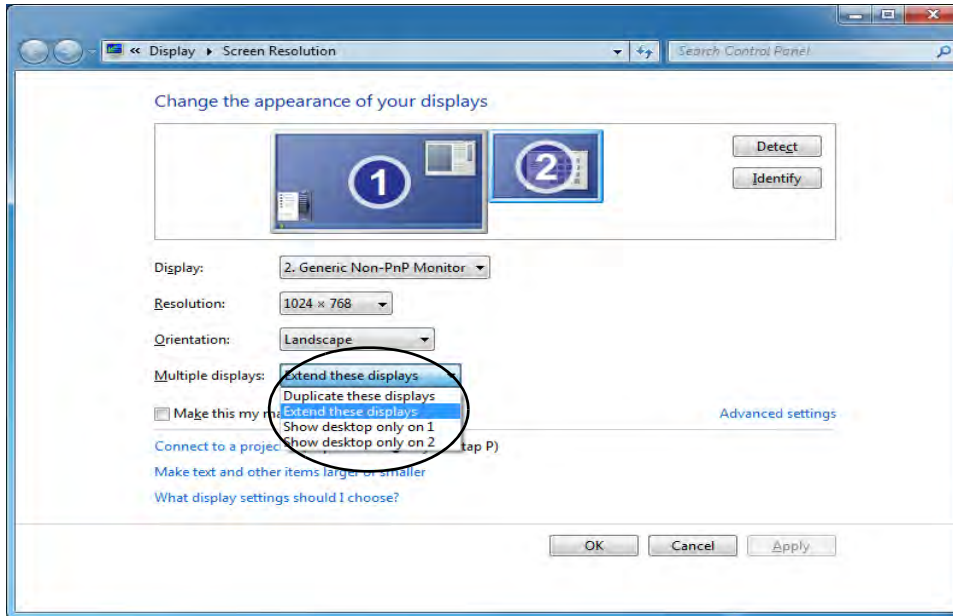 « Display ▸ Screen Resolution
Search Control Panel
Change the appearance of your displays
1
2
Detect
Identify
Display: 2. Generic Non-PnP Monitor
Resolution: 1024 × 768
Orientation: Landscape
Multiple displays: Extend these displays
Duplicate these displays
Make this my
Extend these displays
Advanced settings
Show desktop only on 1
Connect to a
Show desktop only on 2
tap P)
Make text and other items larger or smaller
What display settings should I choose?
OK
Cancel
Apply